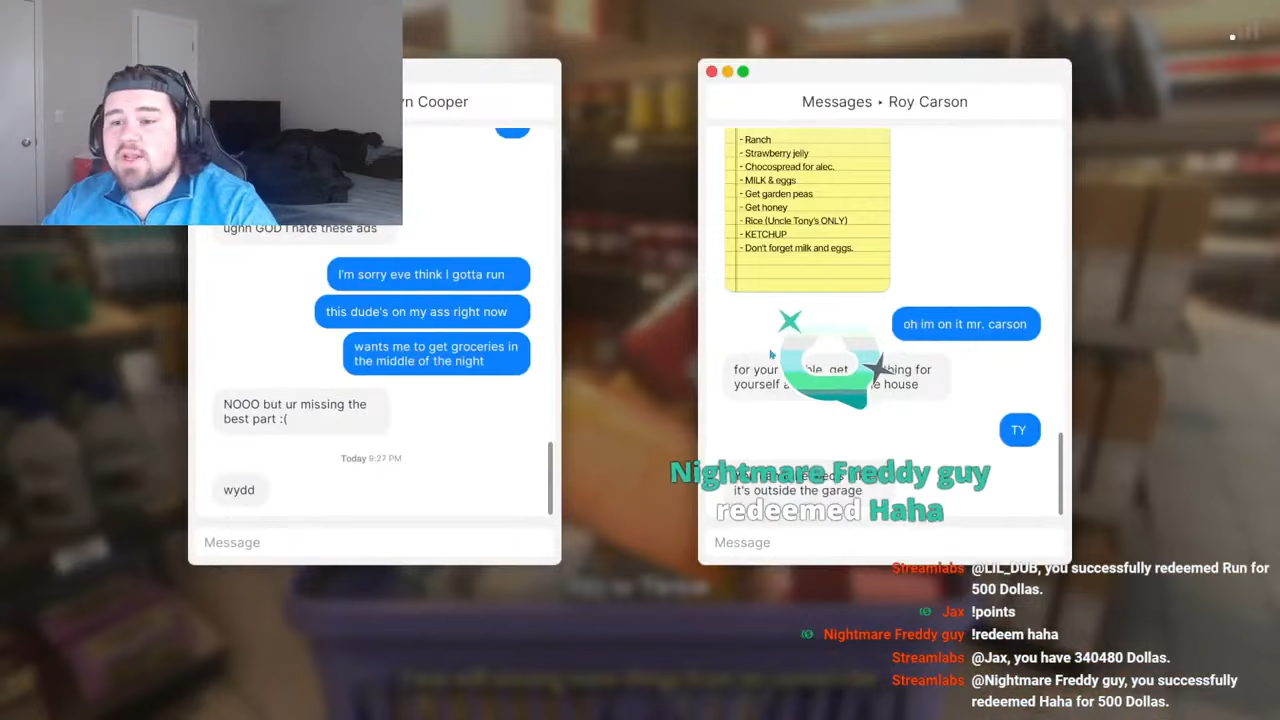 yn Cooper
ughh GOD I hate these ads
I'm sorry eve think I gotta run
this dude's on my ass right now
wants me to get groceries in
the middle of the night
NOOO but ur missing the
best part :(
Today 9:27 PM
wydd
Message
Messages ▸ Roy Carson
- Ranch
- Strawberry jelly
- Chocospread for alec.
- MILK & eggs
- Get garden peas
- Get honey
- Rice (Uncle Tony's ONLY)
- KETCHUP
- Don't forget milk and eggs.
oh im on it mr. carson
for your get thing for
yourself house
TY
it's outside the garage
Message
Nightmare Freddy guy
redeemed Haha
Streamlabs @LIL_DUB, you successfully redeemed Run for
500 Dollas.
Jax !points
Nightmare Freddy guy !redeem haha
Streamlabs @Jax, you have 340480 Dollas.
Streamlabs @Nightmare Freddy guy, you successfully
redeemed Haha for 500 Dollas.